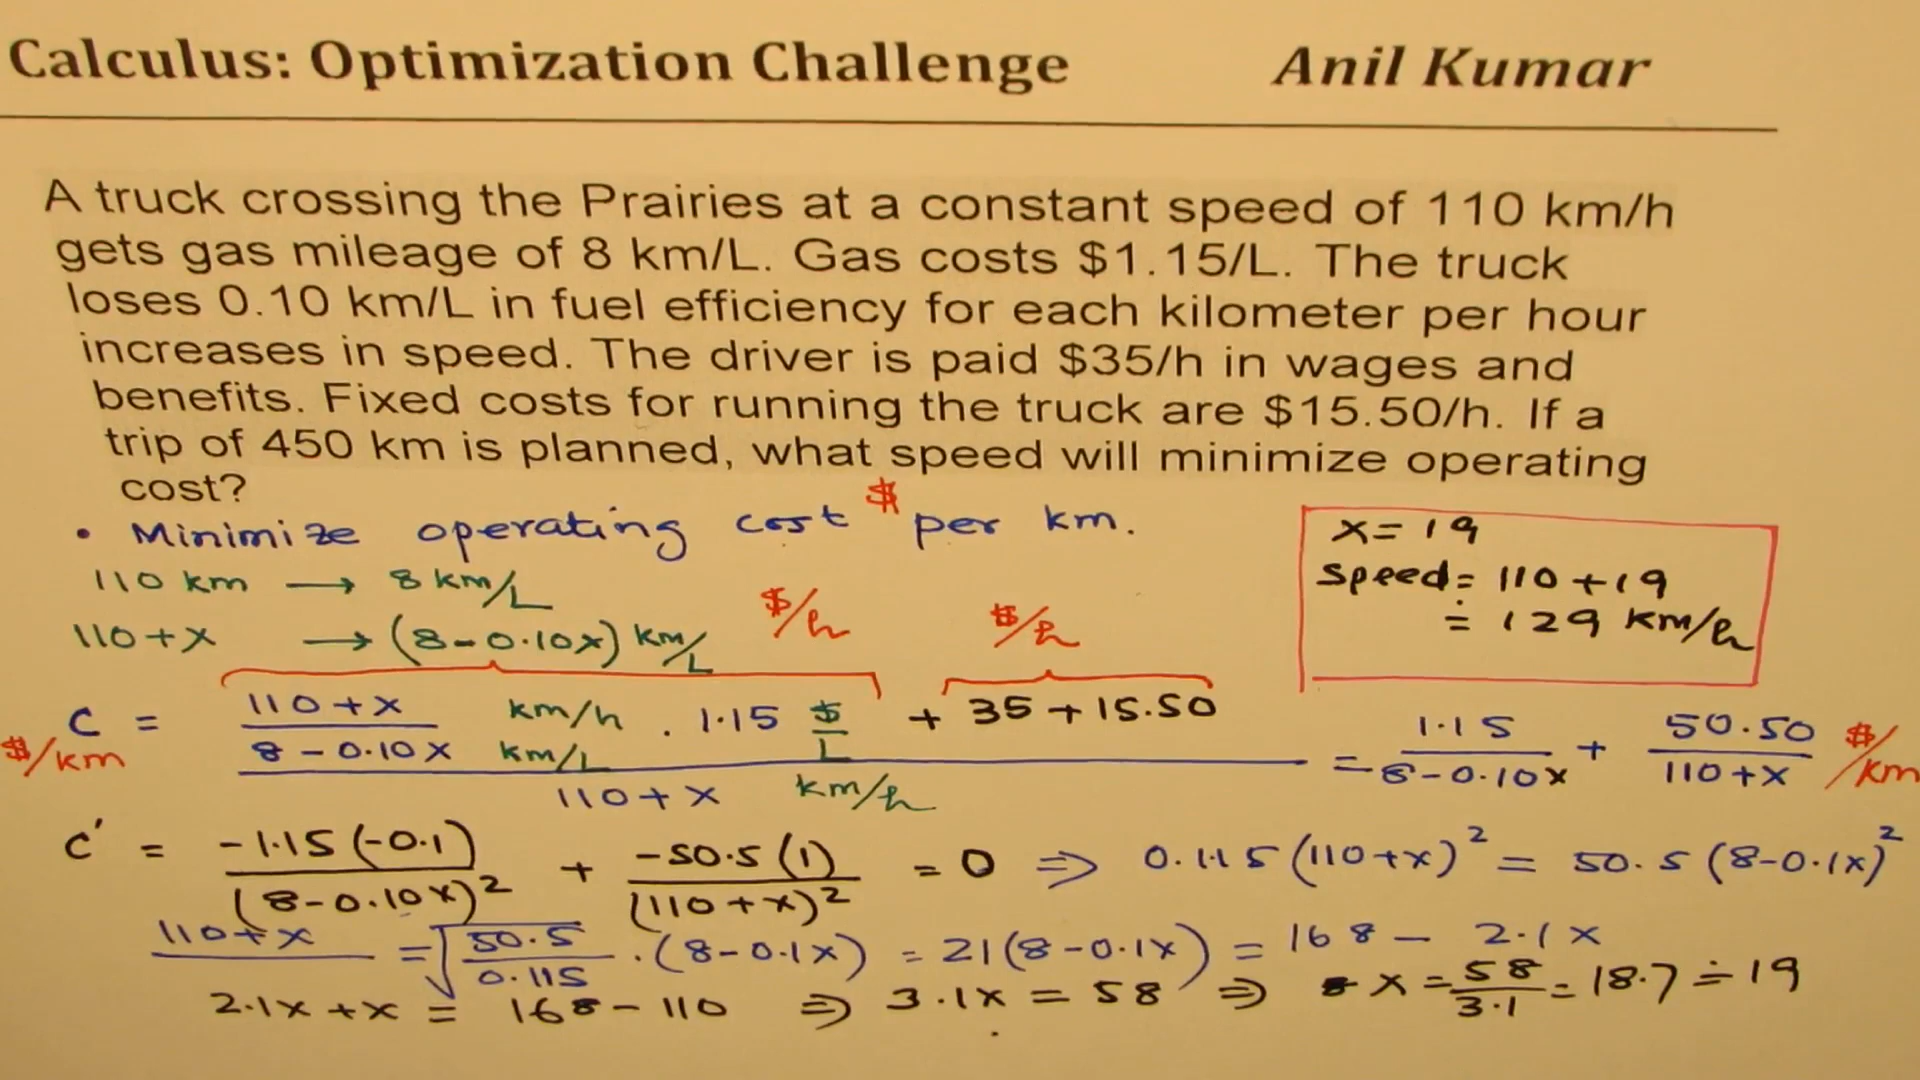 Calculus: Optimization Challenge Anil Kumar
A truck crossing the Prairies at a constant speed of 110 km/h
gets gas mileage of 8 km/L. Gas costs $1.15/L. The truck
loses 0.10 km/L in fuel efficiency for each kilometer per hour
increases in speed. The driver is paid $35/h in wages and
benefits. Fixed costs for running the truck are $15.50/h. If a
trip of 450 km is planned, what speed will minimize operating
cost?
• Minimize operating cost $ per km.
110 km → 8 km/L
110+x → (8-0.10x) km/L $/h $/h
x = 19
Speed = 110 + 19
≐ 129 km/h
C = ((110+x)/(8-0.10x) (km/h)/(km/L) · 1.15 $/L + 35 + 15.50)/(110+x km/h) = 1.15/(8-0.10x) + 50.50/(110+x) $/km
$/km
C' = -1.15(-0.1)/(8-0.10x)² + -50.5(1)/(110+x)² = 0 ⇒ 0.115(110+x)² = 50.5(8-0.1x)²
110+x = √(50.5/0.115) · (8-0.1x) = 21(8-0.1x) = 168 - 2.1x
2.1x + x = 168 - 110 ⇒ 3.1x = 58 ⇒ x = 58/3.1 = 18.7 ≐ 19